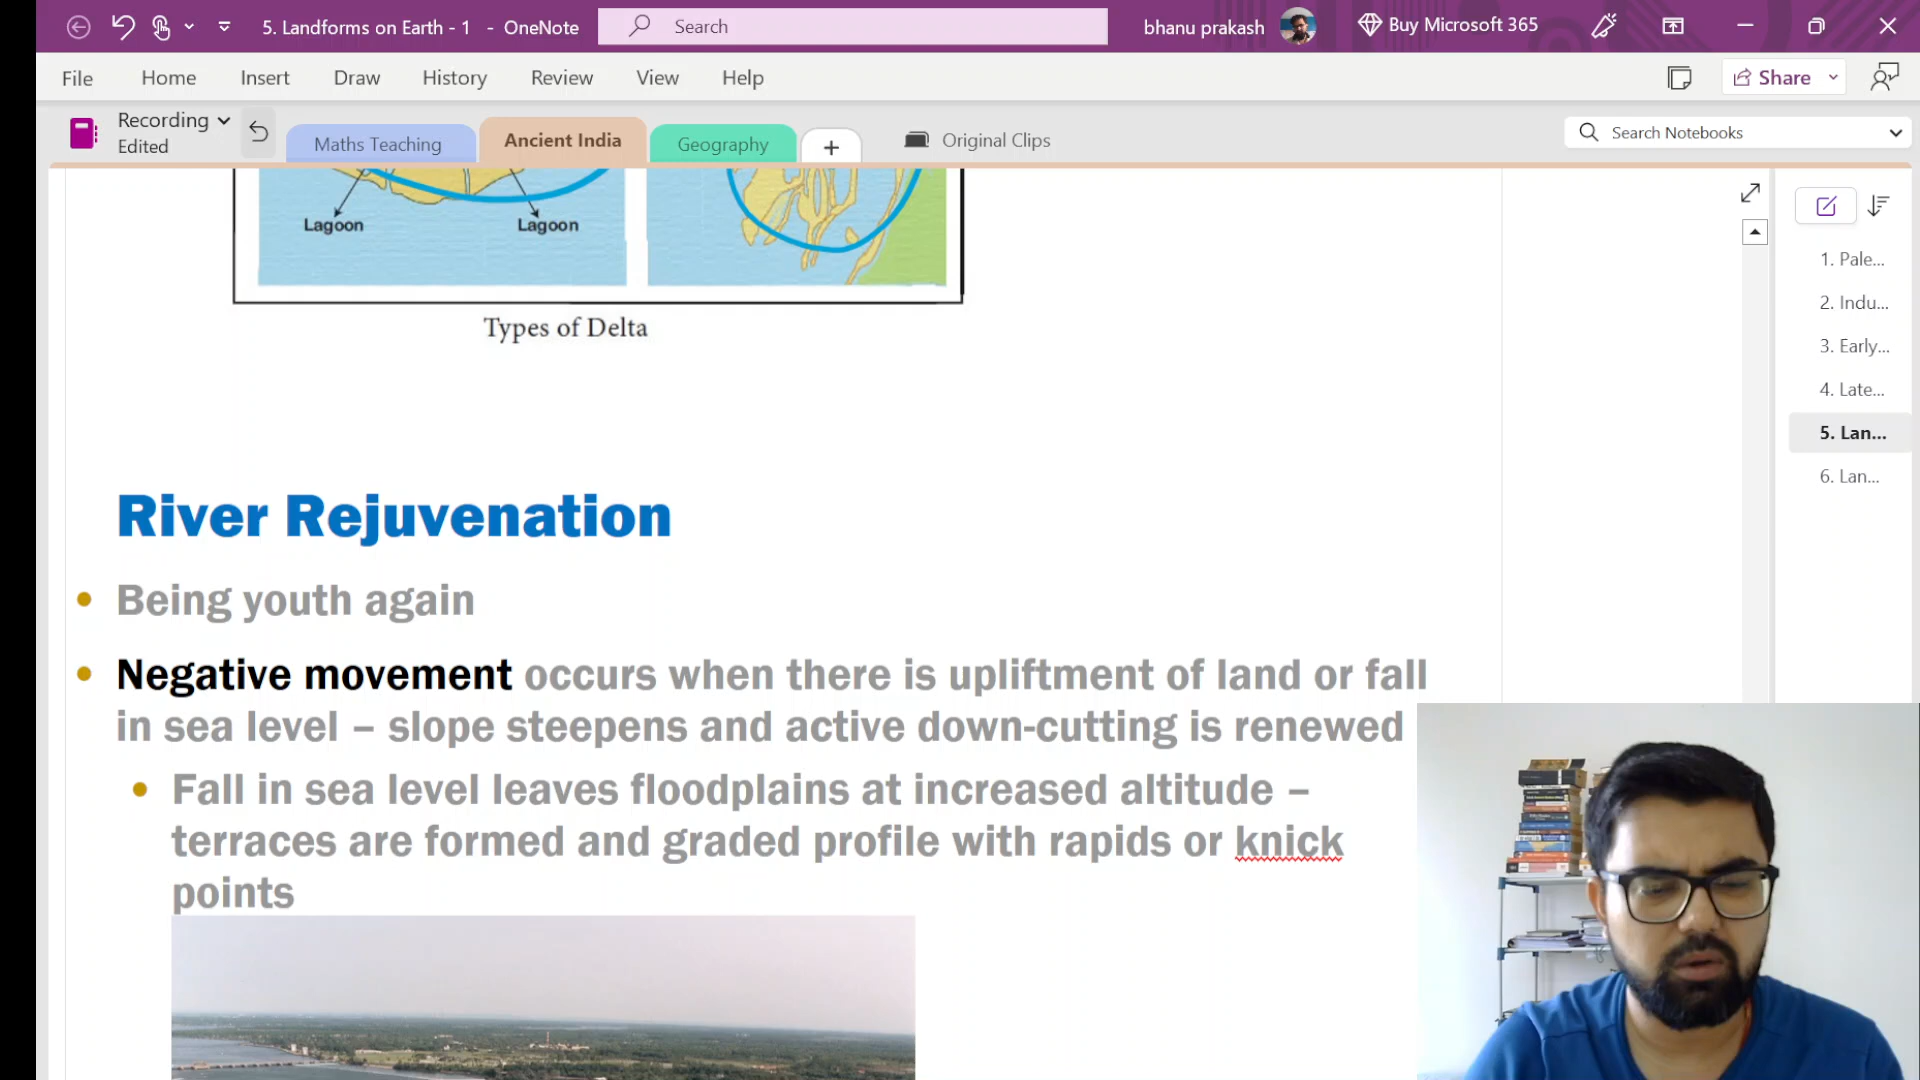 5. Landforms on Earth - 1 - OneNote
Search
bhanu prakash
Buy Microsoft 365
File Home Insert Draw History Review View Help
Share
Recording
Edited
Maths Teaching
Ancient India
Geography
+
Original Clips
Search Notebooks
Lagoon
Lagoon
Types of Delta
River Rejuvenation
• Being youth again
• Negative movement occurs when there is upliftment of land or fall
in sea level – slope steepens and active down-cutting is renewed
• Fall in sea level leaves floodplains at increased altitude –
terraces are formed and graded profile with rapids or knick
points
1. Pale...
2. Indu...
3. Early...
4. Late...
5. Lan...
6. Lan...